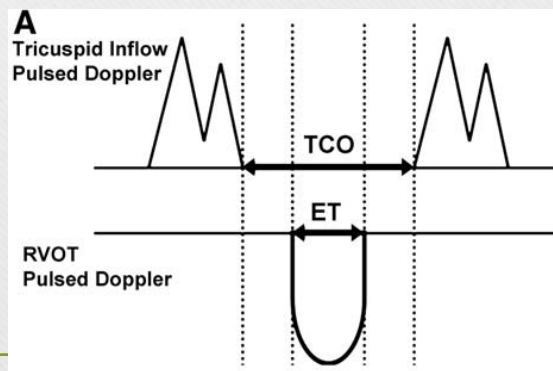 A
Tricuspid Inflow
Pulsed Doppler
TCO
ET
RVOT
Pulsed Doppler